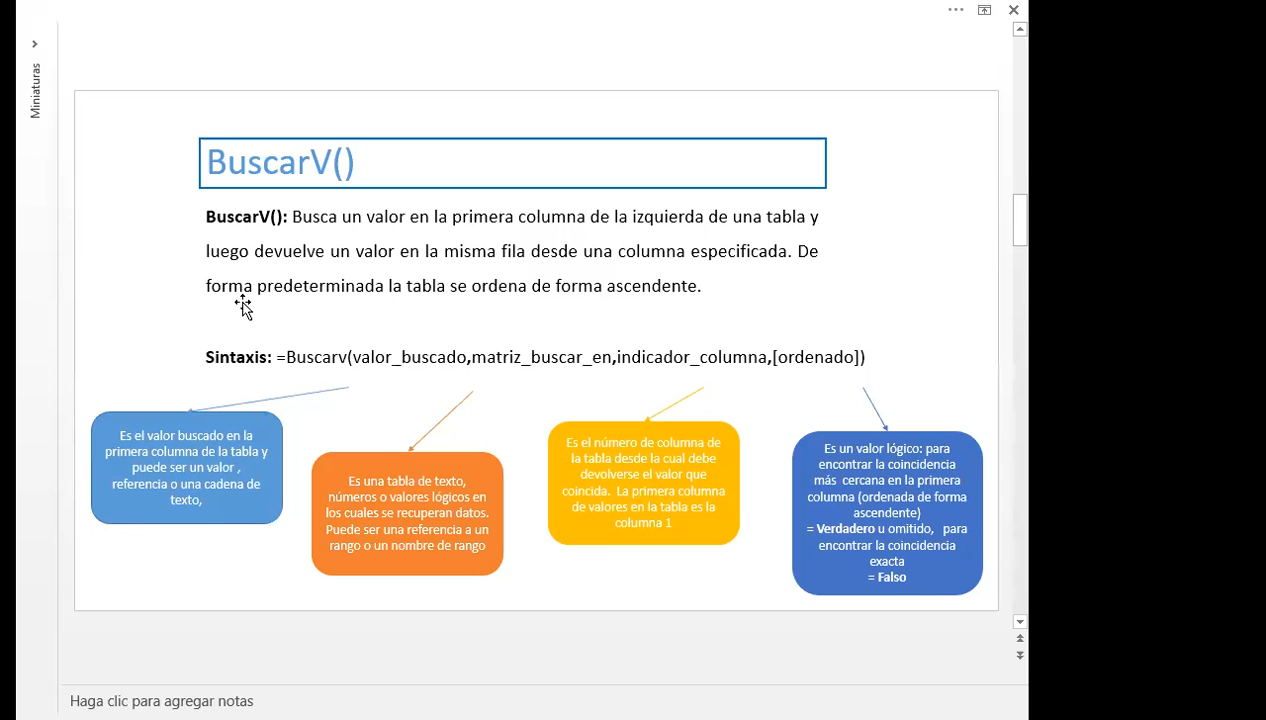 Miniaturas
BuscarV()
BuscarV(): Busca un valor en la primera columna de la izquierda de una tabla y
luego devuelve un valor en la misma fila desde una columna especificada. De
forma predeterminada la tabla se ordena de forma ascendente.
Sintaxis: =Buscarv(valor_buscado,matriz_buscar_en,indicador_columna,[ordenado])
Es el valor buscado en la
primera columna de la tabla y
puede ser un valor ,
referencia o una cadena de
texto,
Es una tabla de texto,
números o valores lógicos en
los cuales se recuperan datos.
Puede ser una referencia a un
rango o un nombre de rango
Es el número de columna de
la tabla desde la cual debe
devolverse el valor que
coincida. La primera columna
de valores en la tabla es la
columna 1
Es un valor lógico: para
encontrar la coincidencia
más cercana en la primera
columna (ordenada de forma
ascendente)
= Verdadero u omitido, para
encontrar la coincidencia
exacta
= Falso
Haga clic para agregar notas